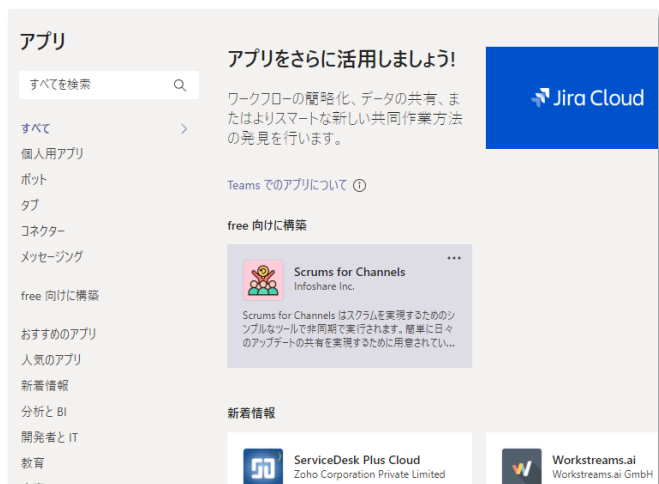 アプリ
すべてを検索
すべて
個人用アプリ
ボット
タブ
コネクター
メッセージング
free 向けに構築
おすすめのアプリ
人気のアプリ
新着情報
分析と BI
開発者と IT
教育
アプリをさらに活用しましょう!
ワークフローの簡略化、データの共有、ま
たはよりスマートな新しい共同作業方法
の発見を行います。
Teams でのアプリについて
Jira Cloud
free 向けに構築
Scrums for Channels
Infoshare Inc.
Scrums for Channels はスクラムを実現するためのシ
ンプルなツールで非同期で実行されます。簡単に日々
のアップデートの共有を実現するために用意されてい...
新着情報
ServiceDesk Plus Cloud
Zoho Corporation Private Limited
Workstreams.ai
Workstreams.ai GmbH